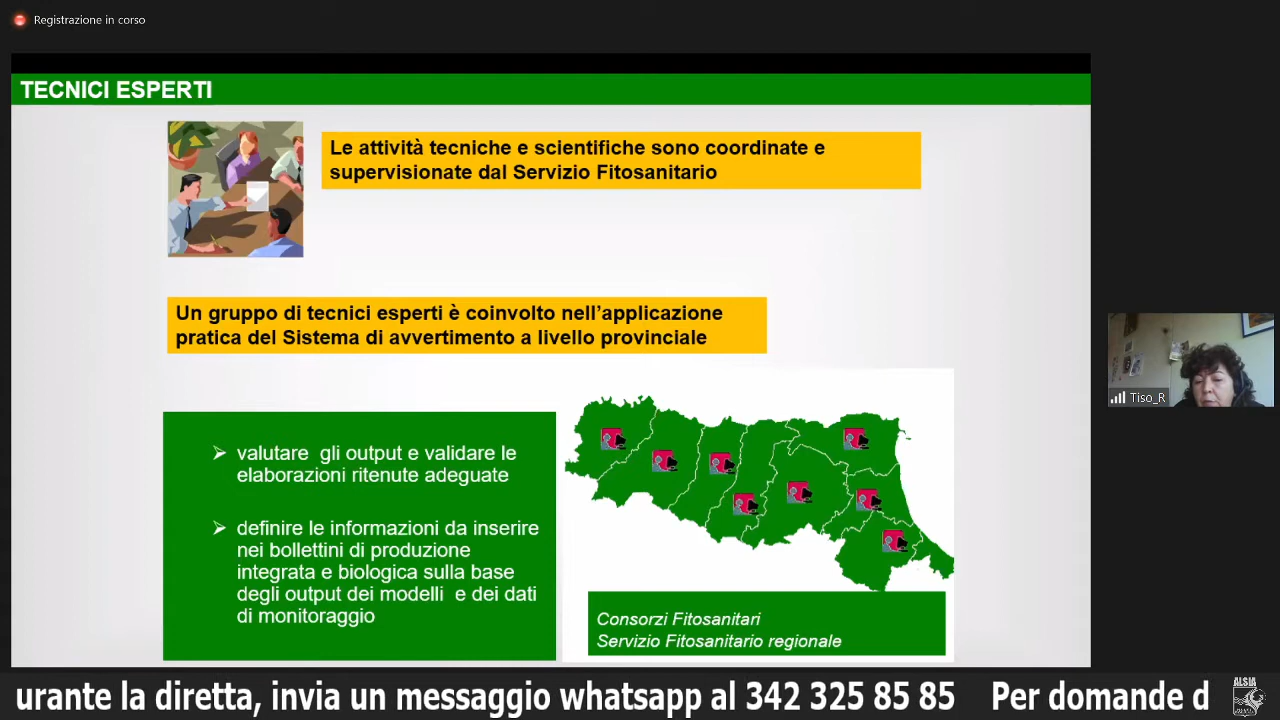 Registrazione in corso
TECNICI ESPERTI
Le attività tecniche e scientifiche sono coordinate e
supervisionate dal Servizio Fitosanitario
Un gruppo di tecnici esperti è coinvolto nell’applicazione
pratica del Sistema di avvertimento a livello provinciale
valutare gli output e validare le
elaborazioni ritenute adeguate
definire le informazioni da inserire
nei bollettini di produzione
integrata e biologica sulla base
degli output dei modelli e dei dati
di monitoraggio
Consorzi Fitosanitari
Servizio Fitosanitario regionale
Tiso_R
urante la diretta, invia un messaggio whatsapp al 342 325 85 85 Per domande d
ALSIA